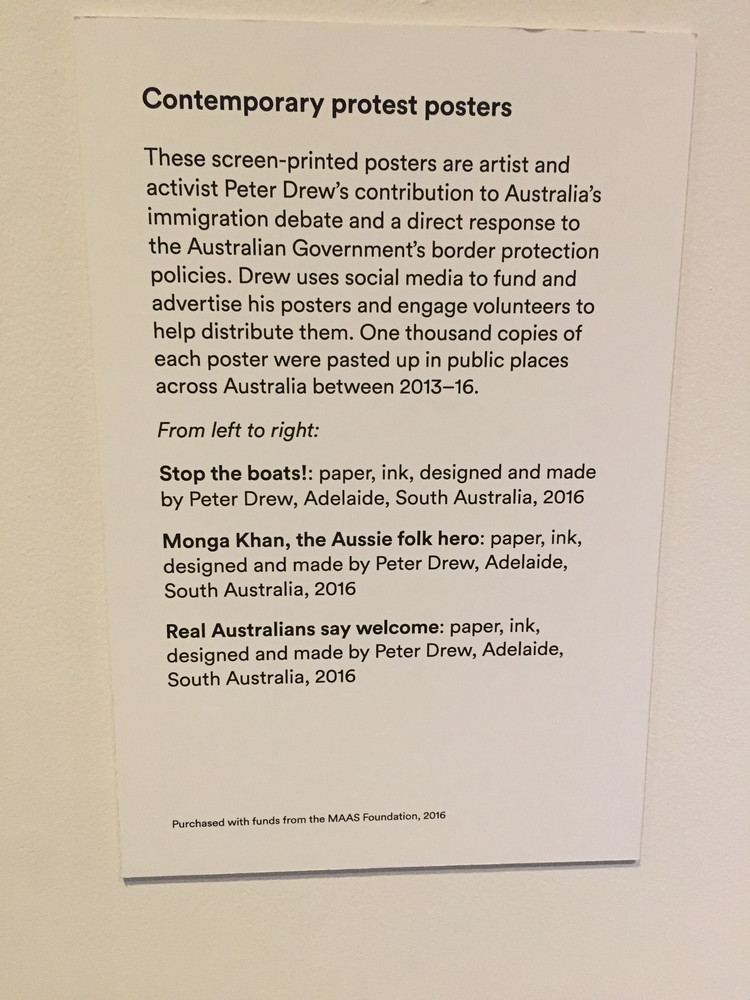 Contemporary protest posters
These screen-printed posters are artist and
activist Peter Drew’s contribution to Australia’s
immigration debate and a direct response to
the Australian Government’s border protection
policies. Drew uses social media to fund and
advertise his posters and engage volunteers to
help distribute them. One thousand copies of
each poster were pasted up in public places
across Australia between 2013–16.
From left to right:
Stop the boats!: paper, ink, designed and made
by Peter Drew, Adelaide, South Australia, 2016
Monga Khan, the Aussie folk hero: paper, ink,
designed and made by Peter Drew, Adelaide,
South Australia, 2016
Real Australians say welcome: paper, ink,
designed and made by Peter Drew, Adelaide,
South Australia, 2016
Purchased with funds from the MAAS Foundation, 2016